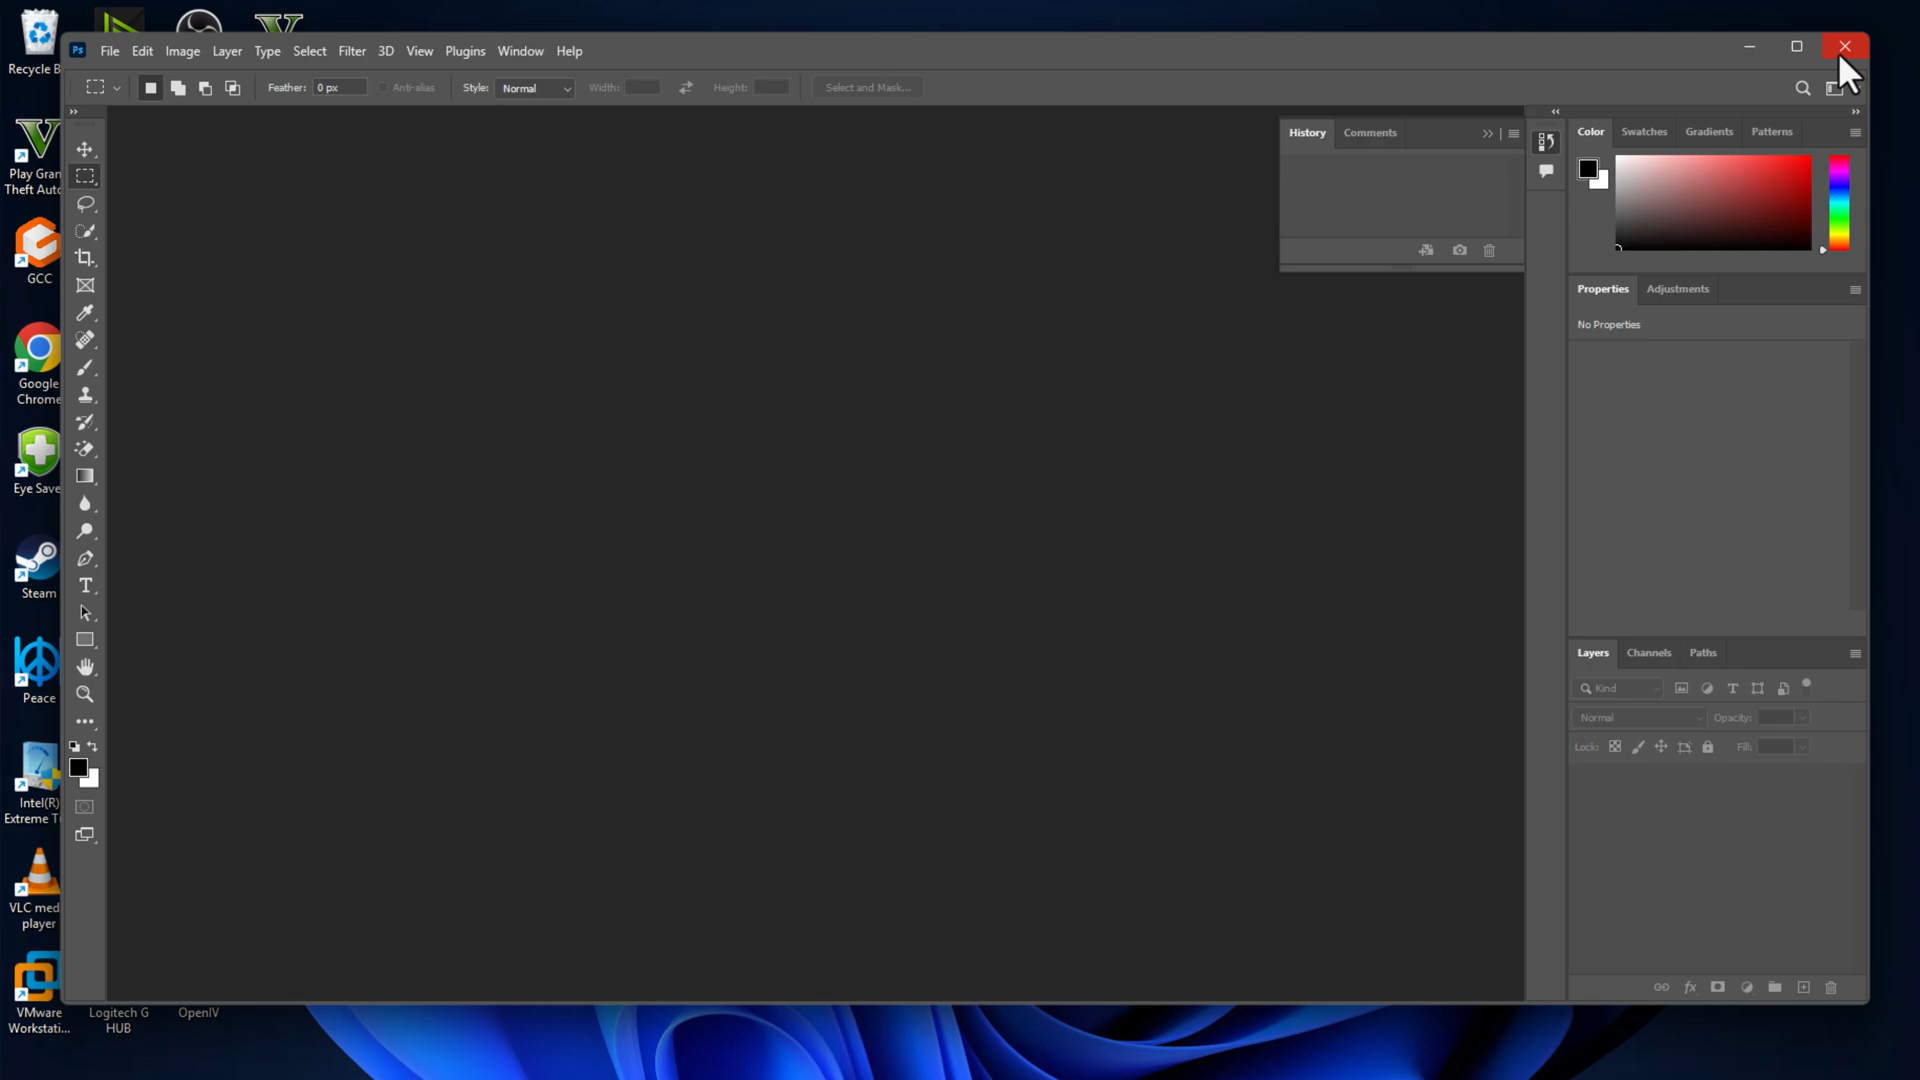 Ps File Edit Image Layer Type Select Filter 3D View Plugins Window Help
Feather: 0 px Anti-alias Style: Normal Width: Height: Select and Mask...
History Comments
Color Swatches Gradients Patterns
Properties Adjustments
No Properties
Layers Channels Paths
Kind
Normal Opacity:
Lock: Fill:
fx
Recycle B
Play Gran
Theft Auto
GCC
Google
Chrome
Eye Save
Steam
Peace
Intel(R)
Extreme T
VLC med
player
VMware
Workstati...
Logitech G
HUB
OpenIV